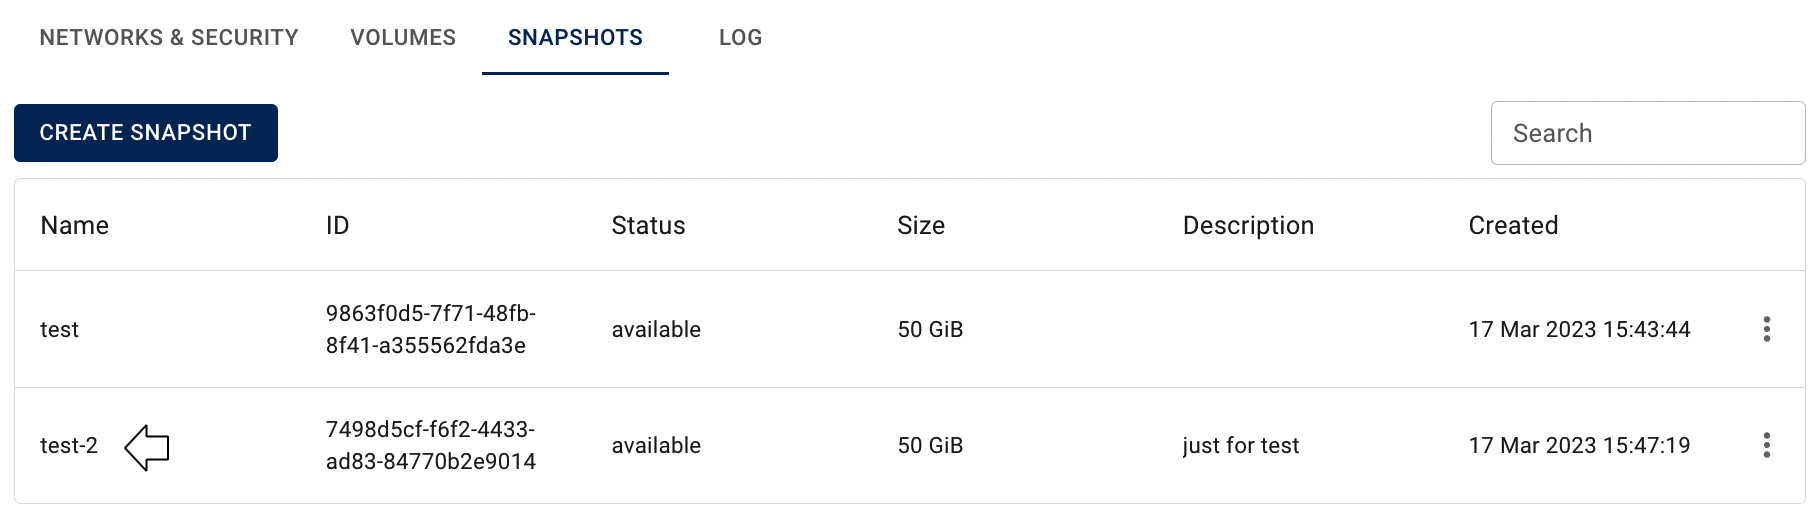 NETWORKS & SECURITY VOLUMES SNAPSHOTS LOG
CREATE SNAPSHOT Search
Name ID Status Size Description Created
test 9863f0d5-7f71-48fb- available 50 GiB 17 Mar 2023 15:43:44
8f41-a355562fda3e
test-2 7498d5cf-f6f2-4433- available 50 GiB just for test 17 Mar 2023 15:47:19
ad83-84770b2e9014